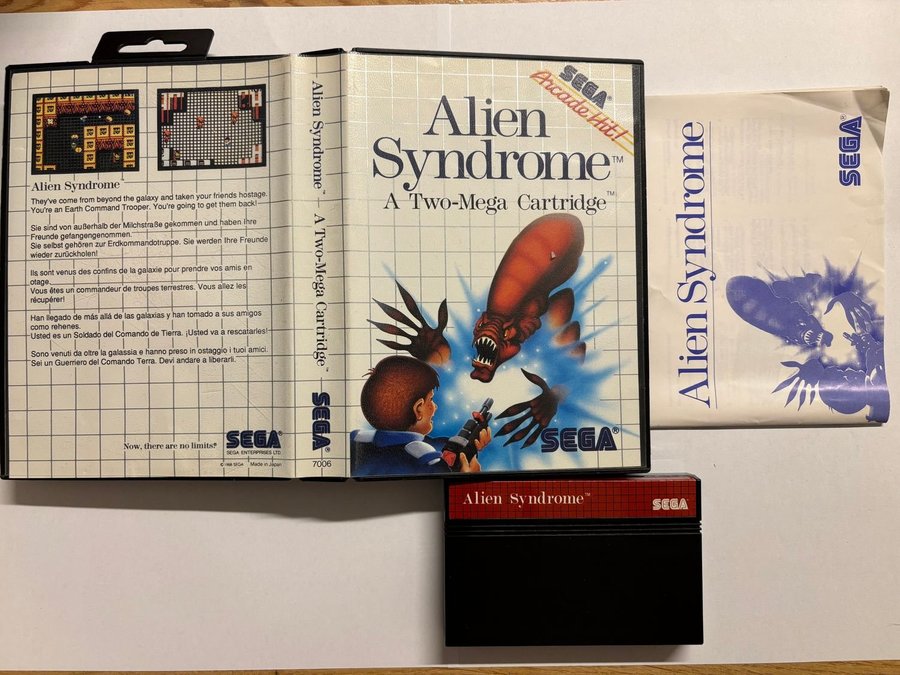 Alien Syndrome
They've come from beyond the galaxy and taken your friends hostage.
You're an Earth Command Trooper. You're going to get them back!
Sie sind von außerhalb der Milchstraße gekommen und haben Ihre
Freunde gefangengenommen.
Sie selbst gehören zur Erdkommandotruppe. Sie werden Ihre Freunde
wieder zurückholen!
Ils sont venus des confins de la galaxie pour prendre vos amis en
otage.
Vous êtes un commandeur de troupes terrestres. Vous allez les
récupérer!
Han llegado de más allá de las galaxias y han tomado a sus amigos
como rehenes.
Usted es un Soldado del Comando de Tierra. ¡Usted va a rescatarles!
Sono venuti da oltre la galassia e hanno preso in ostaggio i tuoi amici.
Sei un Guerriero del Comando Terra. Devi andare a liberarli.
Now, there are no limits!
SEGA®
SEGA ENTERPRISES LTD.
© 1988 SEGA Made in Japan
Alien Syndrome™ – A Two-Mega Cartridge™
SEGA®
7006
SEGA®
Arcade Hit!
Alien
Syndrome™
A Two-Mega Cartridge™
SEGA®
Alien Syndrome
SEGA®
Alien Syndrome™
SEGA